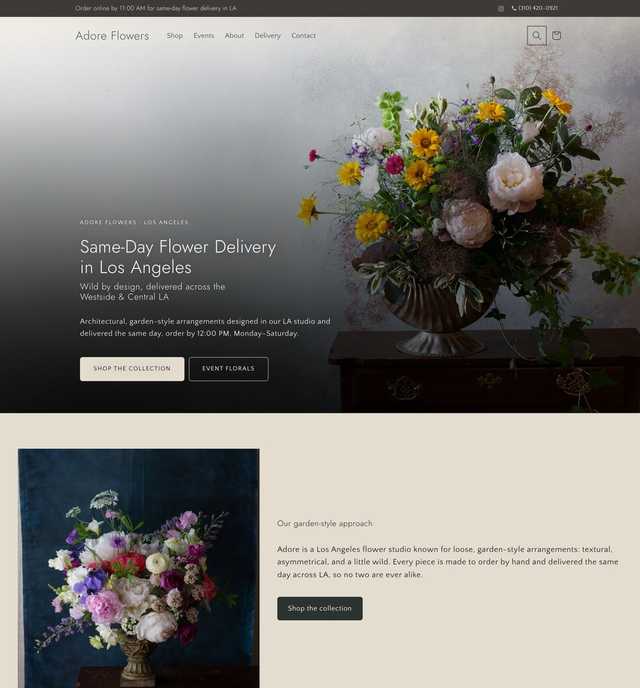 Order online by 11:00 AM for same-day flower delivery in LA
(310) 420-0921
Adore Flowers
Shop
Events
About
Delivery
Contact
ADORE FLOWERS · LOS ANGELES
Same-Day Flower Delivery
in Los Angeles
Wild by design, delivered across the
Westside & Central LA
Architectural, garden-style arrangements designed in our LA studio and
delivered the same day, order by 12:00 PM, Monday–Saturday.
SHOP THE COLLECTION
EVENT FLORALS
Our garden-style approach
Adore is a Los Angeles flower studio known for loose, garden-style arrangements: textural,
asymmetrical, and a little wild. Every piece is made to order by hand and delivered the same
day across LA, so no two are ever alike.
Shop the collection